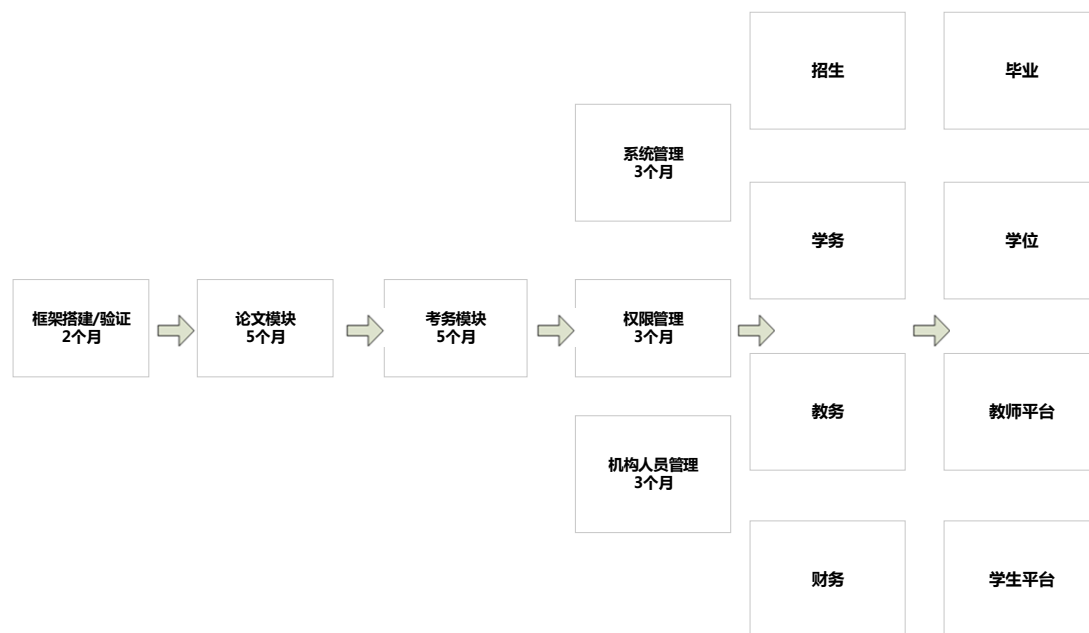 框架搭建/验证
2个月
论文模块
5个月
考务模块
5个月
系统管理
3个月
权限管理
3个月
机构人员管理
3个月
招生
学务
教务
财务
毕业
学位
教师平台
学生平台